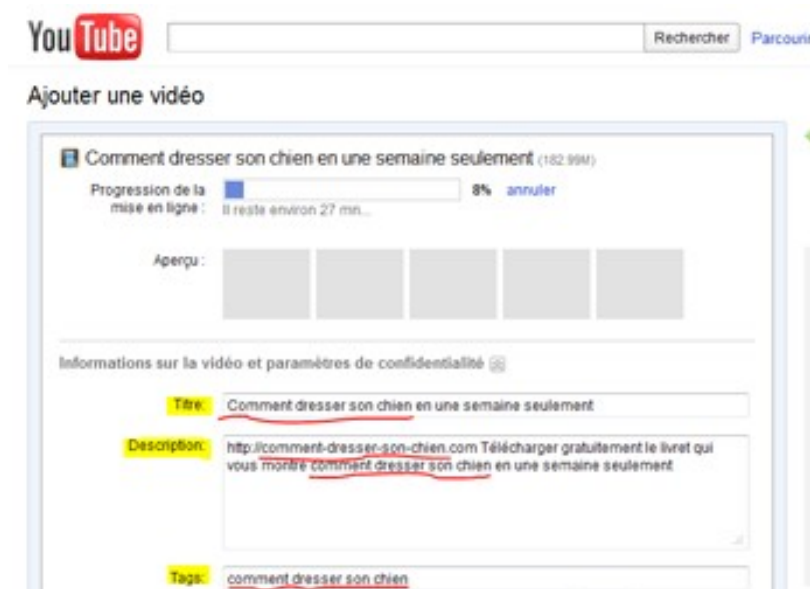 YouTube
Rechercher Parcourir
Ajouter une vidéo
Comment dresser son chien en une semaine seulement (182.99M)
Progression de la 8% annuler
mise en ligne : Il reste environ 27 mn...
Aperçu :
Informations sur la vidéo et paramètres de confidentialité
Titre: Comment dresser son chien en une semaine seulement
Description: http://comment-dresser-son-chien.com Télécharger gratuitement le livret qui
vous montre comment dresser son chien en une semaine seulement
Tags: comment dresser son chien